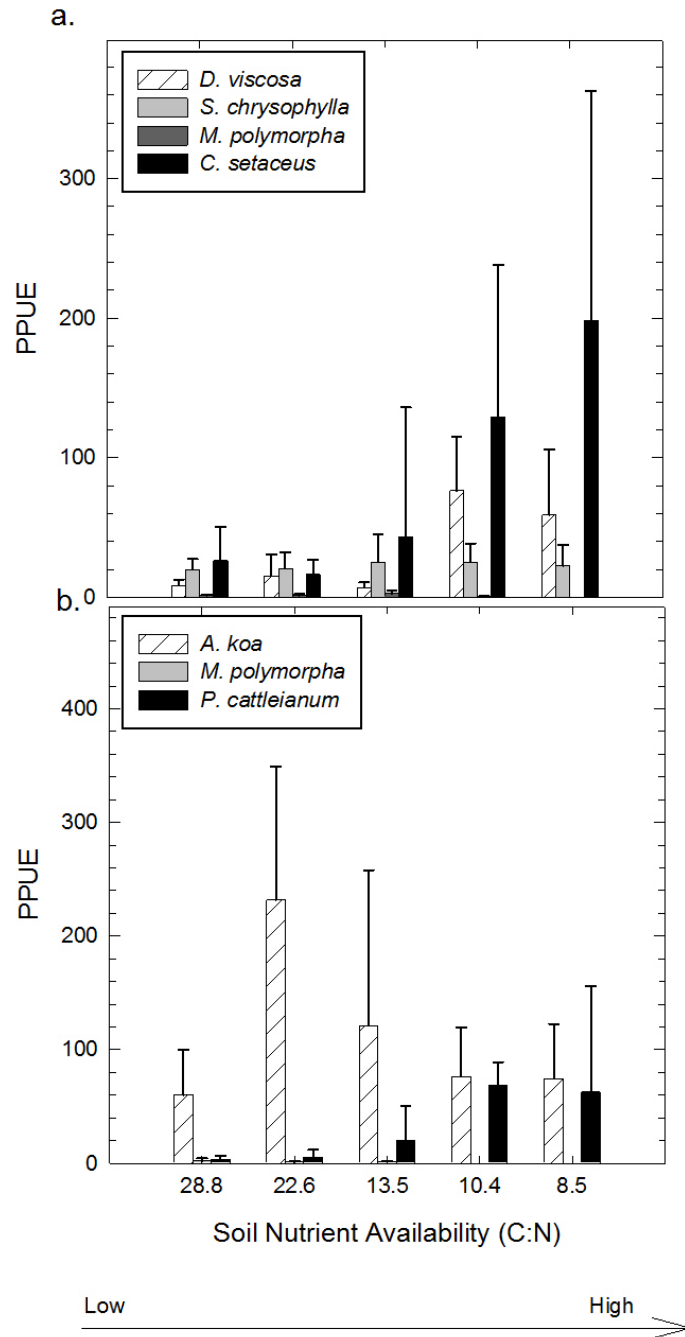 a.
D. viscosa
S. chrysophylla
M. polymorpha
C. setaceus
300
200
100
0
PPUE
b.
A. koa
M. polymorpha
P. cattleianum
400
300
200
100
0
PPUE
28.8 22.6 13.5 10.4 8.5
Soil Nutrient Availability (C:N)
Low High